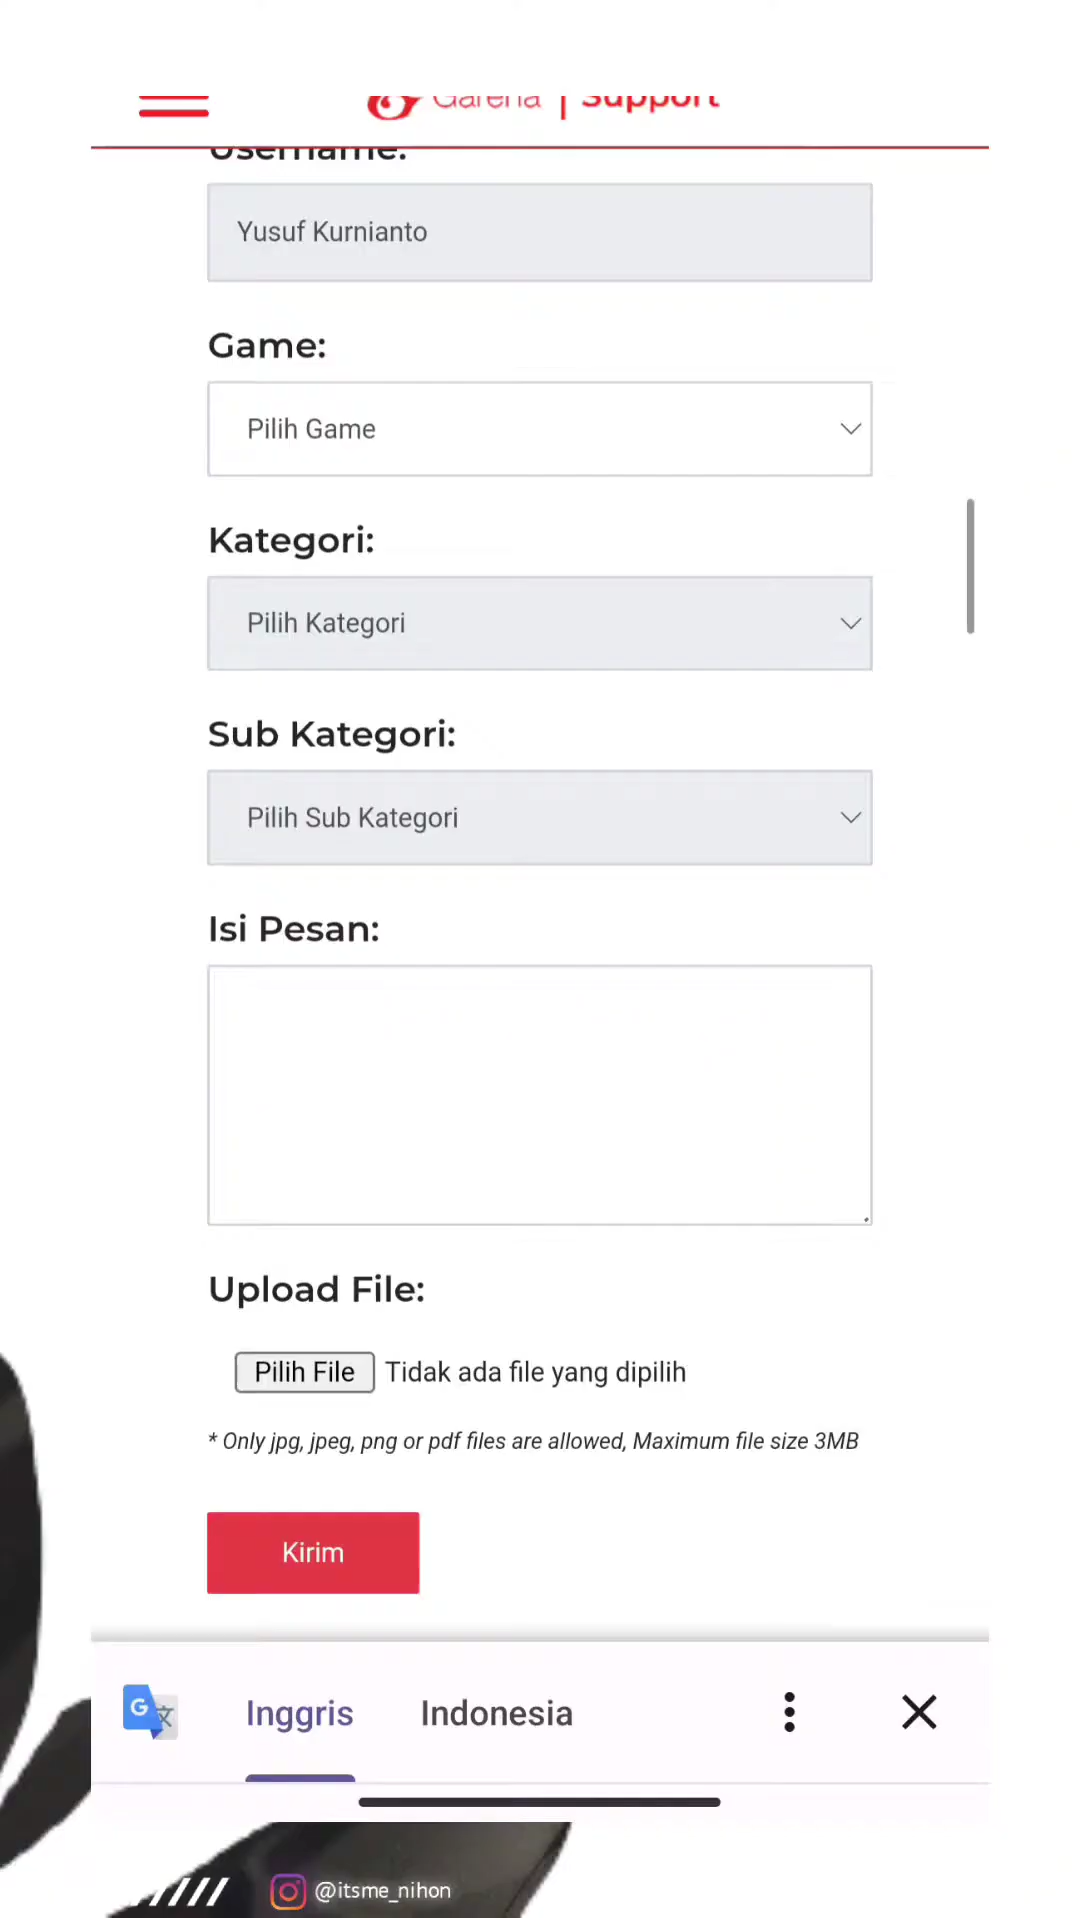 Garena | Support
Username:
Yusuf Kurnianto
Game:
Pilih Game
Kategori:
Pilih Kategori
Sub Kategori:
Pilih Sub Kategori
Isi Pesan:
Upload File:
Pilih File Tidak ada file yang dipilih
* Only jpg, jpeg, png or pdf files are allowed, Maximum file size 3MB
Kirim
G 文 Inggris Indonesia
@itsme_nihon